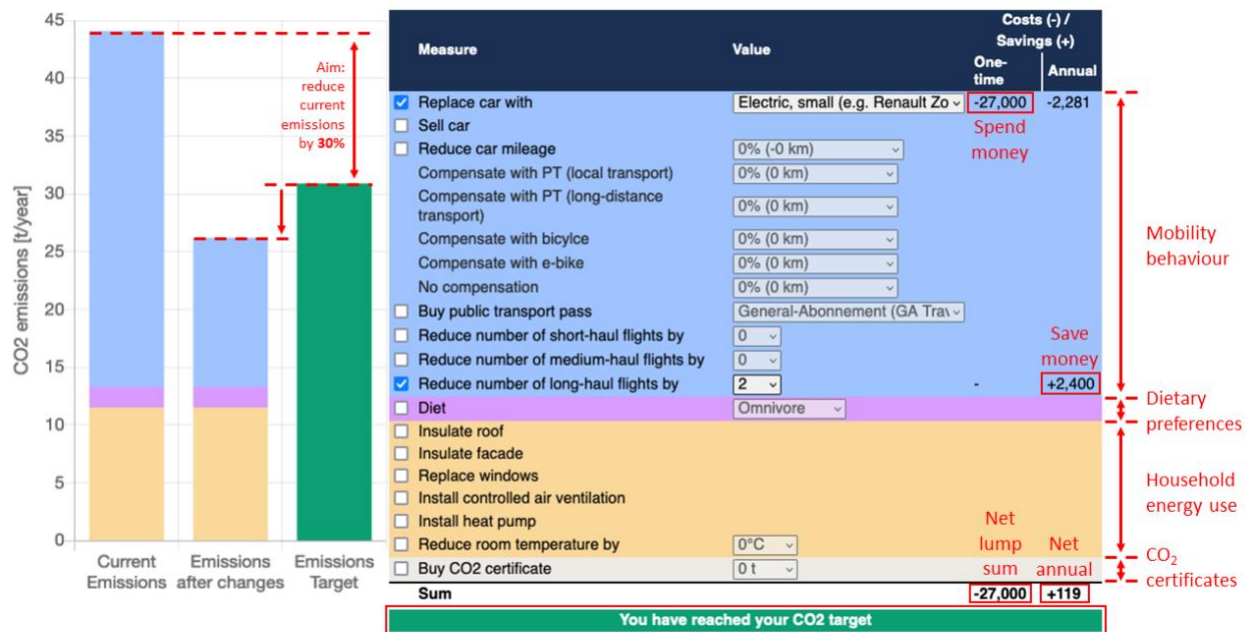 45
40
35
30
25
20
15
10
5
0
CO2 emissions [t/year]
Aim:
reduce
current
emissions
by 30%
Current
Emissions
Emissions
after changes
Emissions
Target
Costs (-) /
Savings (+)
Measure Value One-
time Annual
Replace car with Electric, small (e.g. Renault Zo -27,000 -2,281
Sell car Spend
money
Reduce car mileage 0% (-0 km)
Compensate with PT (local transport) 0% (0 km)
Compensate with PT (long-distance
transport) 0% (0 km)
Compensate with bicylce 0% (0 km)
Compensate with e-bike 0% (0 km)
No compensation 0% (0 km)
Buy public transport pass General-Abonnement (GA Trav
Reduce number of short-haul flights by 0
Save
money
Reduce number of medium-haul flights by 0
Reduce number of long-haul flights by 2 - +2,400
Diet Omnivore
Insulate roof
Insulate facade
Replace windows
Install controlled air ventilation
Install heat pump
Reduce room temperature by 0°C
Net
lump
sum
Net
annual
Buy CO2 certificate 0 t
Sum -27,000 +119
You have reached your CO2 target
Mobility
behaviour
Dietary
preferences
Household
energy use
CO₂
certificates